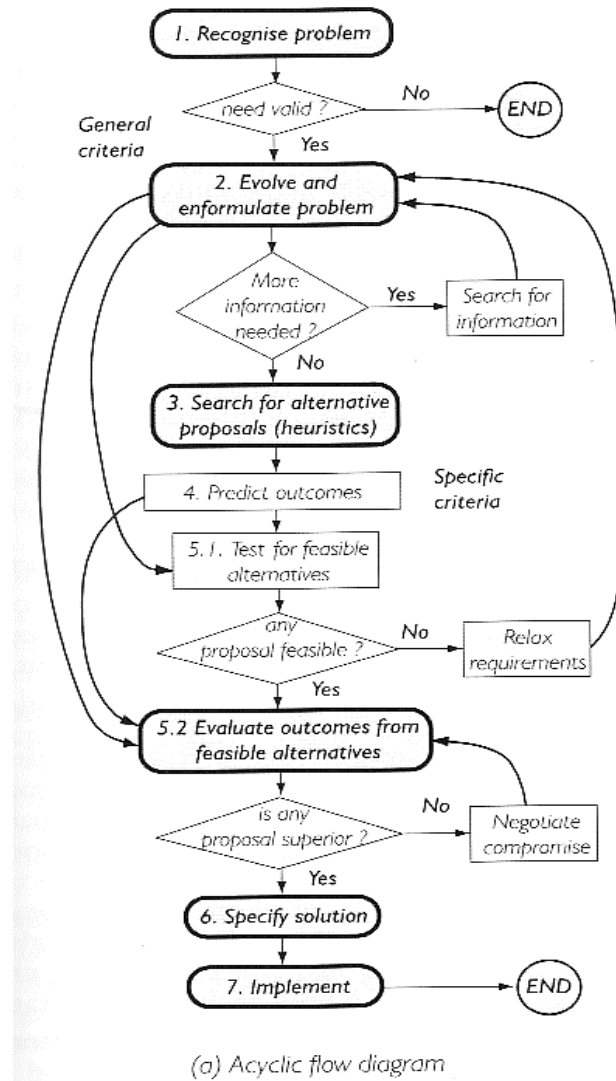 1. Recognise problem
need valid ?
No
END
General
criteria
Yes
2. Evolve and
enformulate problem
More
information
needed ?
Yes
Search for
information
No
3. Search for alternative
proposals (heuristics)
4. Predict outcomes
Specific
criteria
5.1. Test for feasible
alternatives
any
proposal feasible ?
No
Relax
requirements
Yes
5.2 Evaluate outcomes from
feasible alternatives
is any
proposal superior ?
No
Negotiate
compromise
Yes
6. Specify solution
7. Implement
END
(a) Acyclic flow diagram